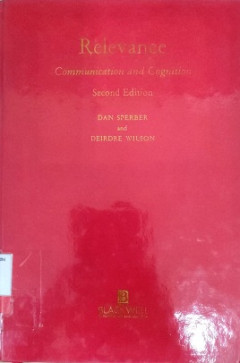 Relevance
Communication and Cognition
Second Edition
DAN SPERBER
and
DEIRDRE WILSON
BLACKWELL